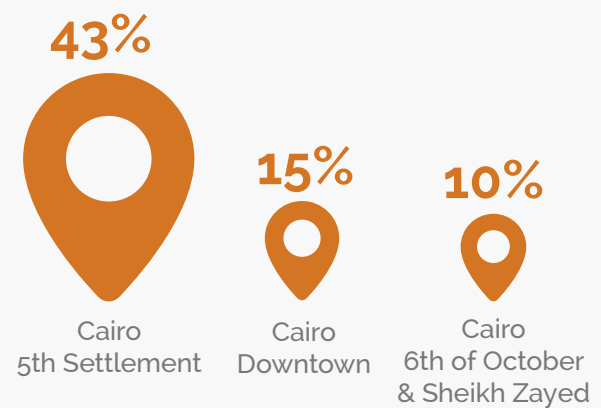 43%
Cairo
5th Settlement
15%
Cairo
Downtown
10%
Cairo
6th of October
& Sheikh Zayed